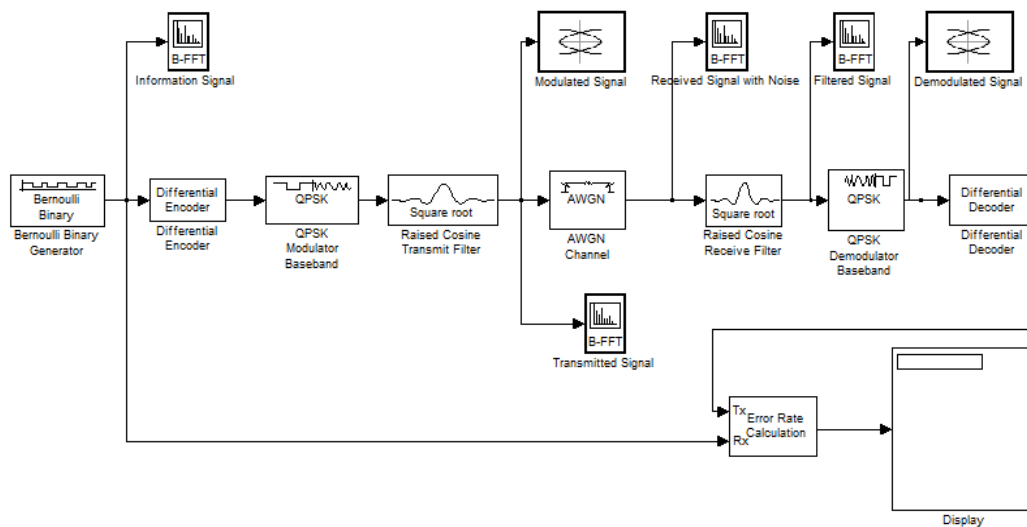 B-FFT
Information Signal
Modulated Signal
B-FFT
Received Signal with Noise
B-FFT
Filtered Signal
Demodulated Signal
Bernoulli
Binary
Bernoulli Binary
Generator
Differential
Encoder
Differential
Encoder
QPSK
QPSK
Modulator
Baseband
Square root
Raised Cosine
Transmit Filter
AWGN
AWGN
Channel
Square root
Raised Cosine
Receive Filter
QPSK
QPSK
Demodulator
Baseband
Differential
Decoder
Differential
Decoder
B-FFT
Transmitted Signal
Tx
Rx
Error Rate
Calculation
Display